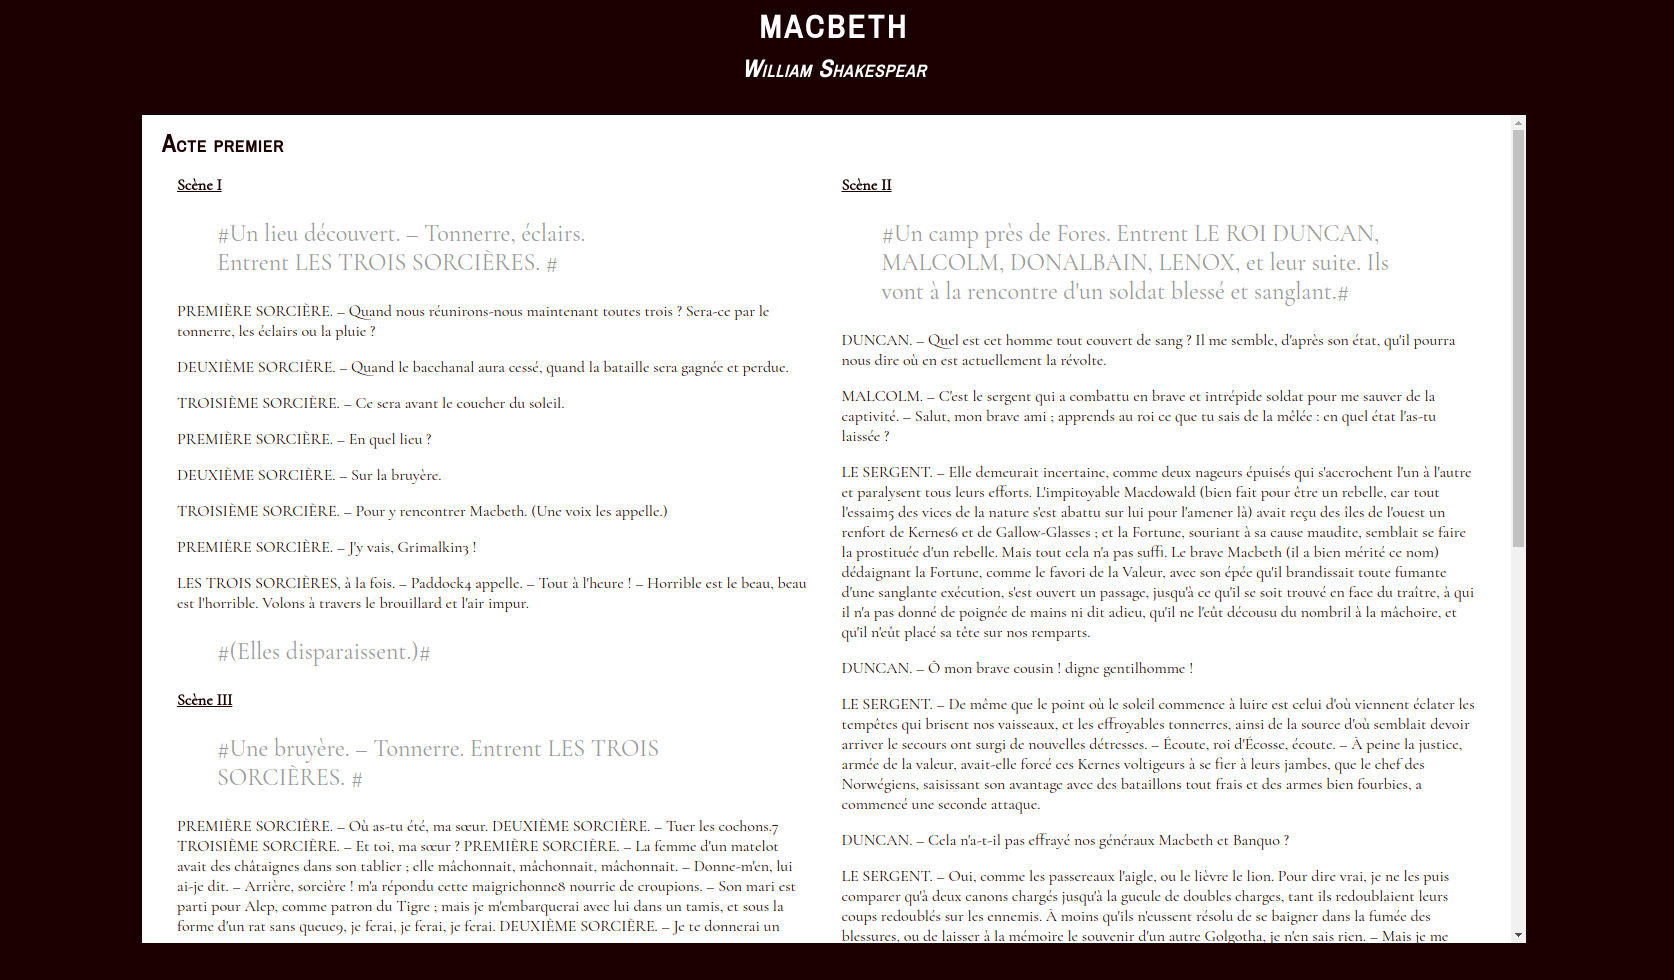 MACBETH
William Shakespear
Acte premier
Scène I
#Un lieu découvert. – Tonnerre, éclairs.
Entrent LES TROIS SORCIÈRES. #
PREMIÈRE SORCIÈRE. – Quand nous réunirons-nous maintenant toutes trois ? Sera-ce par le
tonnerre, les éclairs ou la pluie ?
DEUXIÈME SORCIÈRE. – Quand le bacchanal aura cessé, quand la bataille sera gagnée et perdue.
TROISIÈME SORCIÈRE. – Ce sera avant le coucher du soleil.
PREMIÈRE SORCIÈRE. – En quel lieu ?
DEUXIÈME SORCIÈRE. – Sur la bruyère.
TROISIÈME SORCIÈRE. – Pour y rencontrer Macbeth. (Une voix les appelle.)
PREMIÈRE SORCIÈRE. – J'y vais, Grimalkin3 !
LES TROIS SORCIÈRES, à la fois. – Paddock4 appelle. – Tout à l'heure ! – Horrible est le beau, beau
est l'horrible. Volons à travers le brouillard et l'air impur.
#(Elles disparaissent.)#
Scène III
#Une bruyère. – Tonnerre. Entrent LES TROIS
SORCIÈRES. #
PREMIÈRE SORCIÈRE. – Où as-tu été, ma sœur. DEUXIÈME SORCIÈRE. – Tuer les cochons.7
TROISIÈME SORCIÈRE. – Et toi, ma sœur ? PREMIÈRE SORCIÈRE. – La femme d'un matelot
avait des châtaignes dans son tablier ; elle mâchonnait, mâchonnait, mâchonnait. – Donne-m'en, lui
ai-je dit. – Arrière, sorcière ! m'a répondu cette maigrichonne8 nourrie de croupions. – Son mari est
parti pour Alep, comme patron du Tigre ; mais je m'embarquerai avec lui dans un tamis, et sous la
forme d'un rat sans queue9, je ferai, je ferai, je ferai. DEUXIÈME SORCIÈRE. – Je te donnerai un
Scène II
#Un camp près de Fores. Entrent LE ROI DUNCAN,
MALCOLM, DONALBAIN, LENOX, et leur suite. Ils
vont à la rencontre d'un soldat blessé et sanglant.#
DUNCAN. – Quel est cet homme tout couvert de sang ? Il me semble, d'après son état, qu'il pourra
nous dire où en est actuellement la révolte.
MALCOLM. – C'est le sergent qui a combattu en brave et intrépide soldat pour me sauver de la
captivité. – Salut, mon brave ami ; apprends au roi ce que tu sais de la mêlée : en quel état l'as-tu
laissée ?
LE SERGENT. – Elle demeurait incertaine, comme deux nageurs épuisés qui s'accrochent l'un à l'autre
et paralysent tous leurs efforts. L'impitoyable Macdowald (bien fait pour être un rebelle, car tout
l'essaim5 des vices de la nature s'est abattu sur lui pour l'amener là) avait reçu des îles de l'ouest un
renfort de Kernes6 et de Gallow-Glasses ; et la Fortune, souriant à sa cause maudite, semblait se faire
la prostituée d'un rebelle. Mais tout cela n'a pas suffi. Le brave Macbeth (il a bien mérité ce nom)
dédaignant la Fortune, comme le favori de la Valeur, avec son épée qu'il brandissait toute fumante
d'une sanglante exécution, s'est ouvert un passage, jusqu'à ce qu'il se soit trouvé en face du traître, à qui
il n'a pas donné de poignée de mains ni dit adieu, qu'il ne l'eût décousu du nombril à la mâchoire, et
qu'il n'eût placé sa tête sur nos remparts.
DUNCAN. – Ô mon brave cousin ! digne gentilhomme !
LE SERGENT. – De même que le point où le soleil commence à luire est celui d'où viennent éclater les
tempêtes qui brisent nos vaisseaux, et les effroyables tonnerres, ainsi de la source d'où semblait devoir
arriver le secours ont surgi de nouvelles détresses. – Écoute, roi d'Écosse, écoute. – À peine la justice,
armée de la valeur, avait-elle forcé ces Kernes voltigeurs à se fier à leurs jambes, que le chef des
Norwégiens, saisissant son avantage avec des bataillons tout frais et des armes bien fourbies, a
commencé une seconde attaque.
DUNCAN. – Cela n'a-t-il pas effrayé nos généraux Macbeth et Banquo ?
LE SERGENT. – Oui, comme les passereaux l'aigle, ou le lièvre le lion. Pour dire vrai, je ne les puis
comparer qu'à deux canons chargés jusqu'à la gueule de doubles charges, tant ils redoublaient leurs
coups redoublés sur les ennemis. À moins qu'ils n'eussent résolu de se baigner dans la fumée des
blessures, ou de laisser à la mémoire le souvenir d'un autre Golgotha, je n'en sais rien. – Mais je me